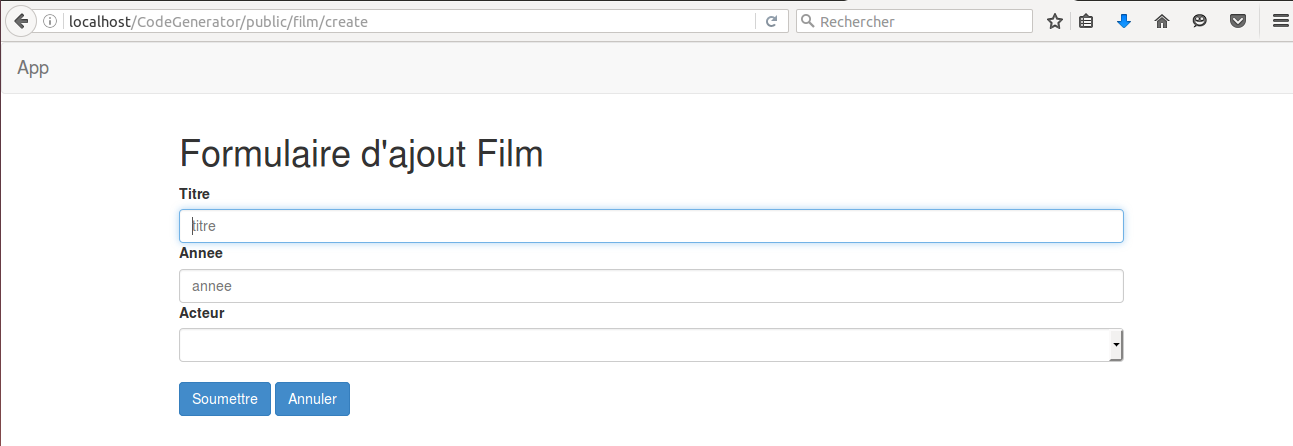 localhost/CodeGenerator/public/film/create
Rechercher
App
Formulaire d'ajout Film
Titre
titre
Annee
annee
Acteur
Soumettre Annuler